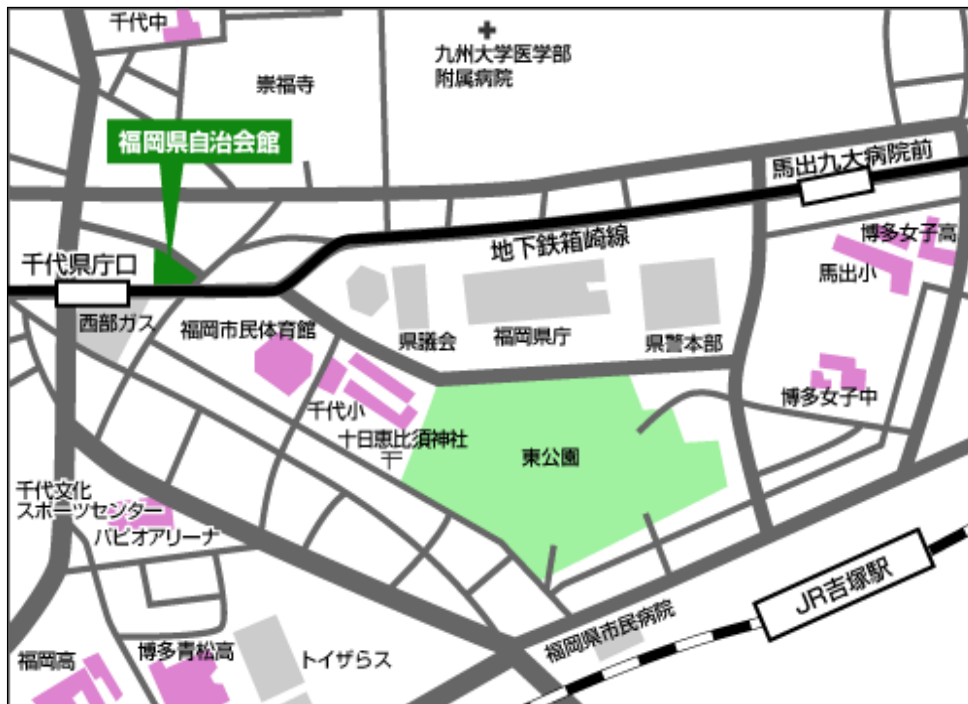 千代中
九州大学医学部
附属病院
崇福寺
福岡県自治会館
馬出九大病院前
地下鉄箱崎線
博多女子高
千代県庁口
馬出小
西部ガス
福岡市民体育館
県議会
福岡県庁
県警本部
千代小
博多女子中
十日恵比須神社
東公園
千代文化
スポーツセンター
パピオアリーナ
JR吉塚駅
福岡県市民病院
博多青松高
トイザらス
福岡高